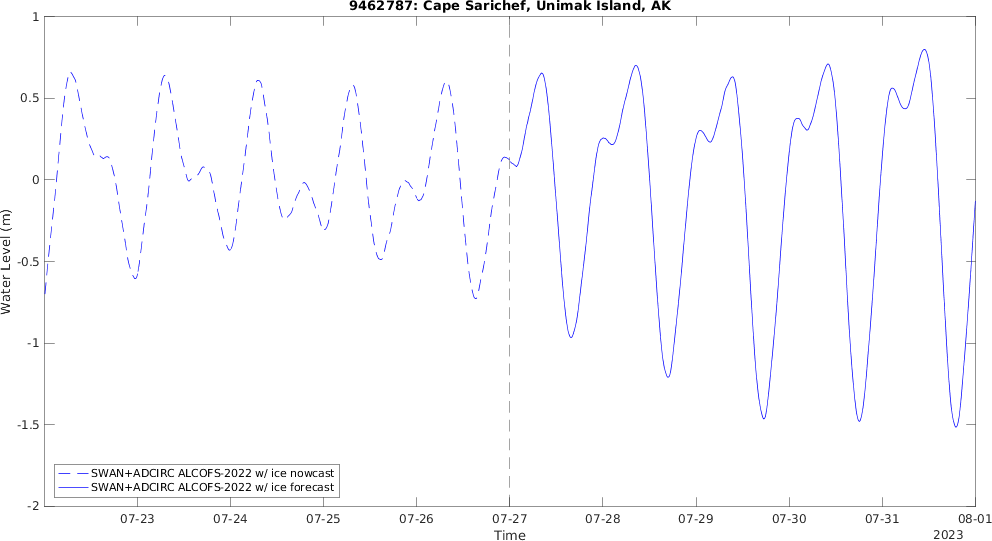 9462787: Cape Sarichef, Unimak Island, AK
1
0.5
0
-0.5
-1
-1.5
-2
Water Level (m)
SWAN+ADCIRC ALCOFS-2022 w/ ice nowcast
SWAN+ADCIRC ALCOFS-2022 w/ ice forecast
07-23 07-24 07-25 07-26 07-27 07-28 07-29 07-30 07-31 08-01
Time
2023